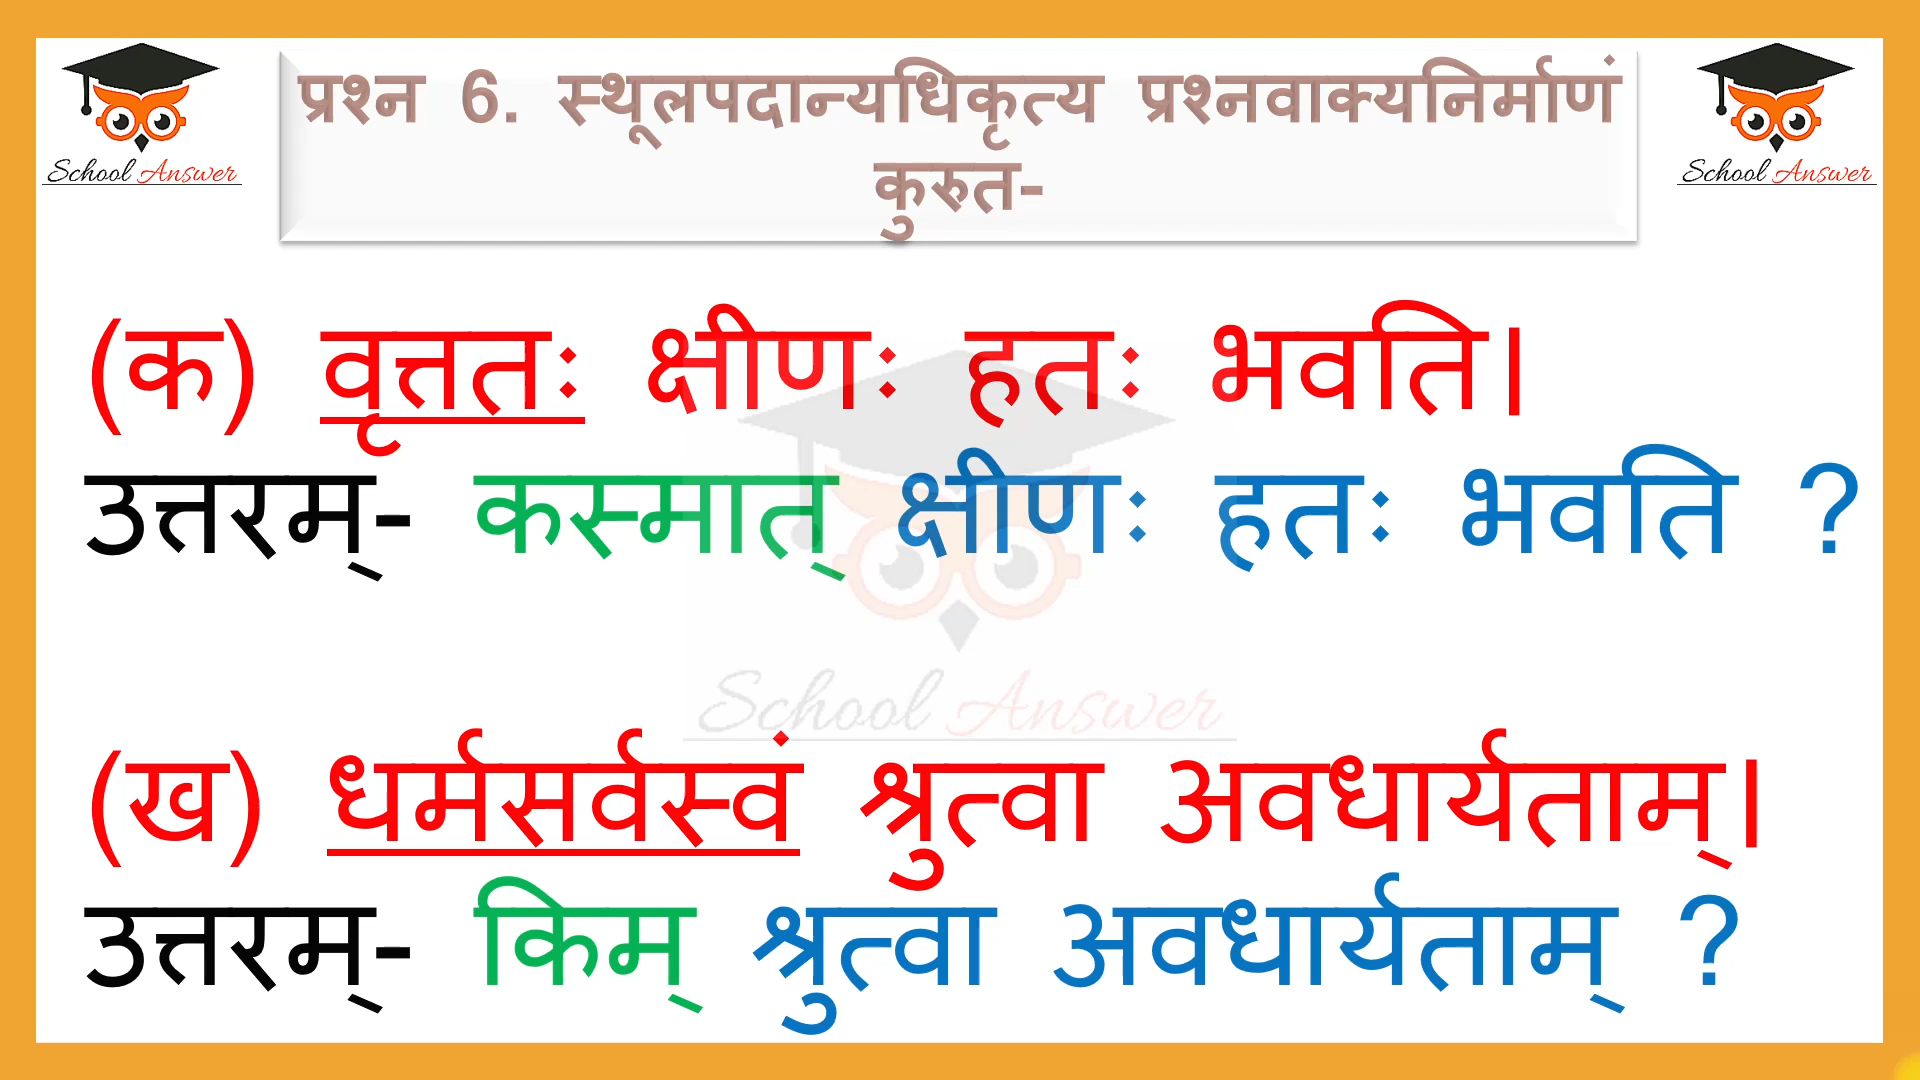 School Answer
प्रश्न 6. स्थूलपदान्यधिकृत्य प्रश्नवाक्यनिर्माणं
कुरुत-
School Answer
(क) वृत्ततः क्षीणः हतः भवति।
उत्तरम्- कस्मात् क्षीणः हतः भवति ?
School Answer
(ख) धर्मसर्वस्वं श्रुत्वा अवधार्यताम्।
उत्तरम्- किम् श्रुत्वा अवधार्यताम् ?